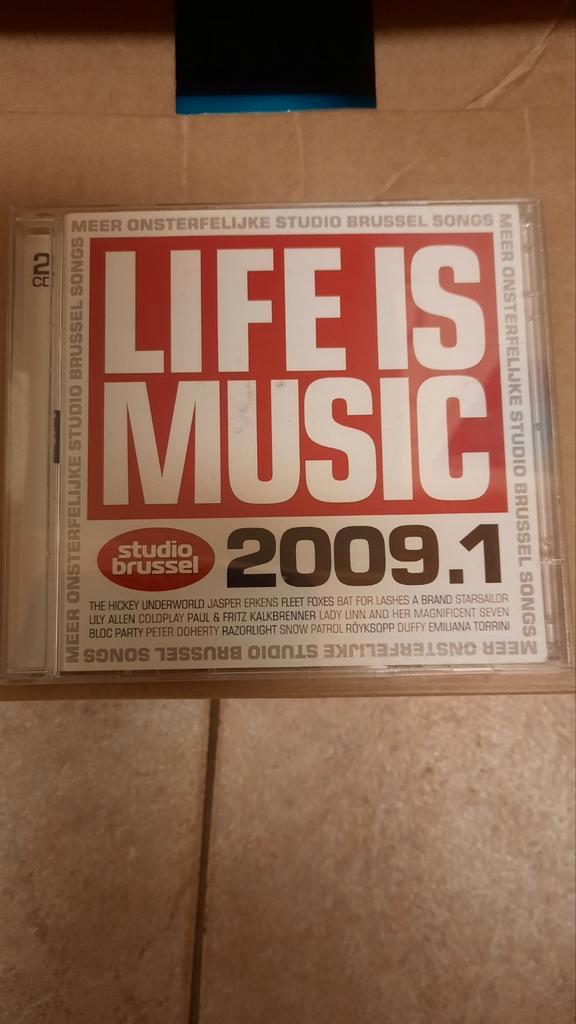 MEER ONSTERFELIJKE STUDIO BRUSSEL SONGS
2
CD
LIFE IS
MUSIC
studio
brussel
2009.1
THE HICKEY UNDERWORLD JASPER ERKENS FLEET FOXES BAT FOR LASHES A BRAND STARSAILOR
LILY ALLEN COLDPLAY PAUL & FRITZ KALKBRENNER LADY LINN AND HER MAGNIFICENT SEVEN
BLOC PARTY PETER DOHERTY RAZORLIGHT SNOW PATROL RÖYKSOPP DUFFY EMILIANA TORRINI
MEER ONSTERFELIJKE STUDIO BRUSSEL SONGS
MEER ONSTERFELIJKE STUDIO BRUSSEL SONGS
MEER ONSTERFELIJKE STUDIO BRUSSEL SONGS